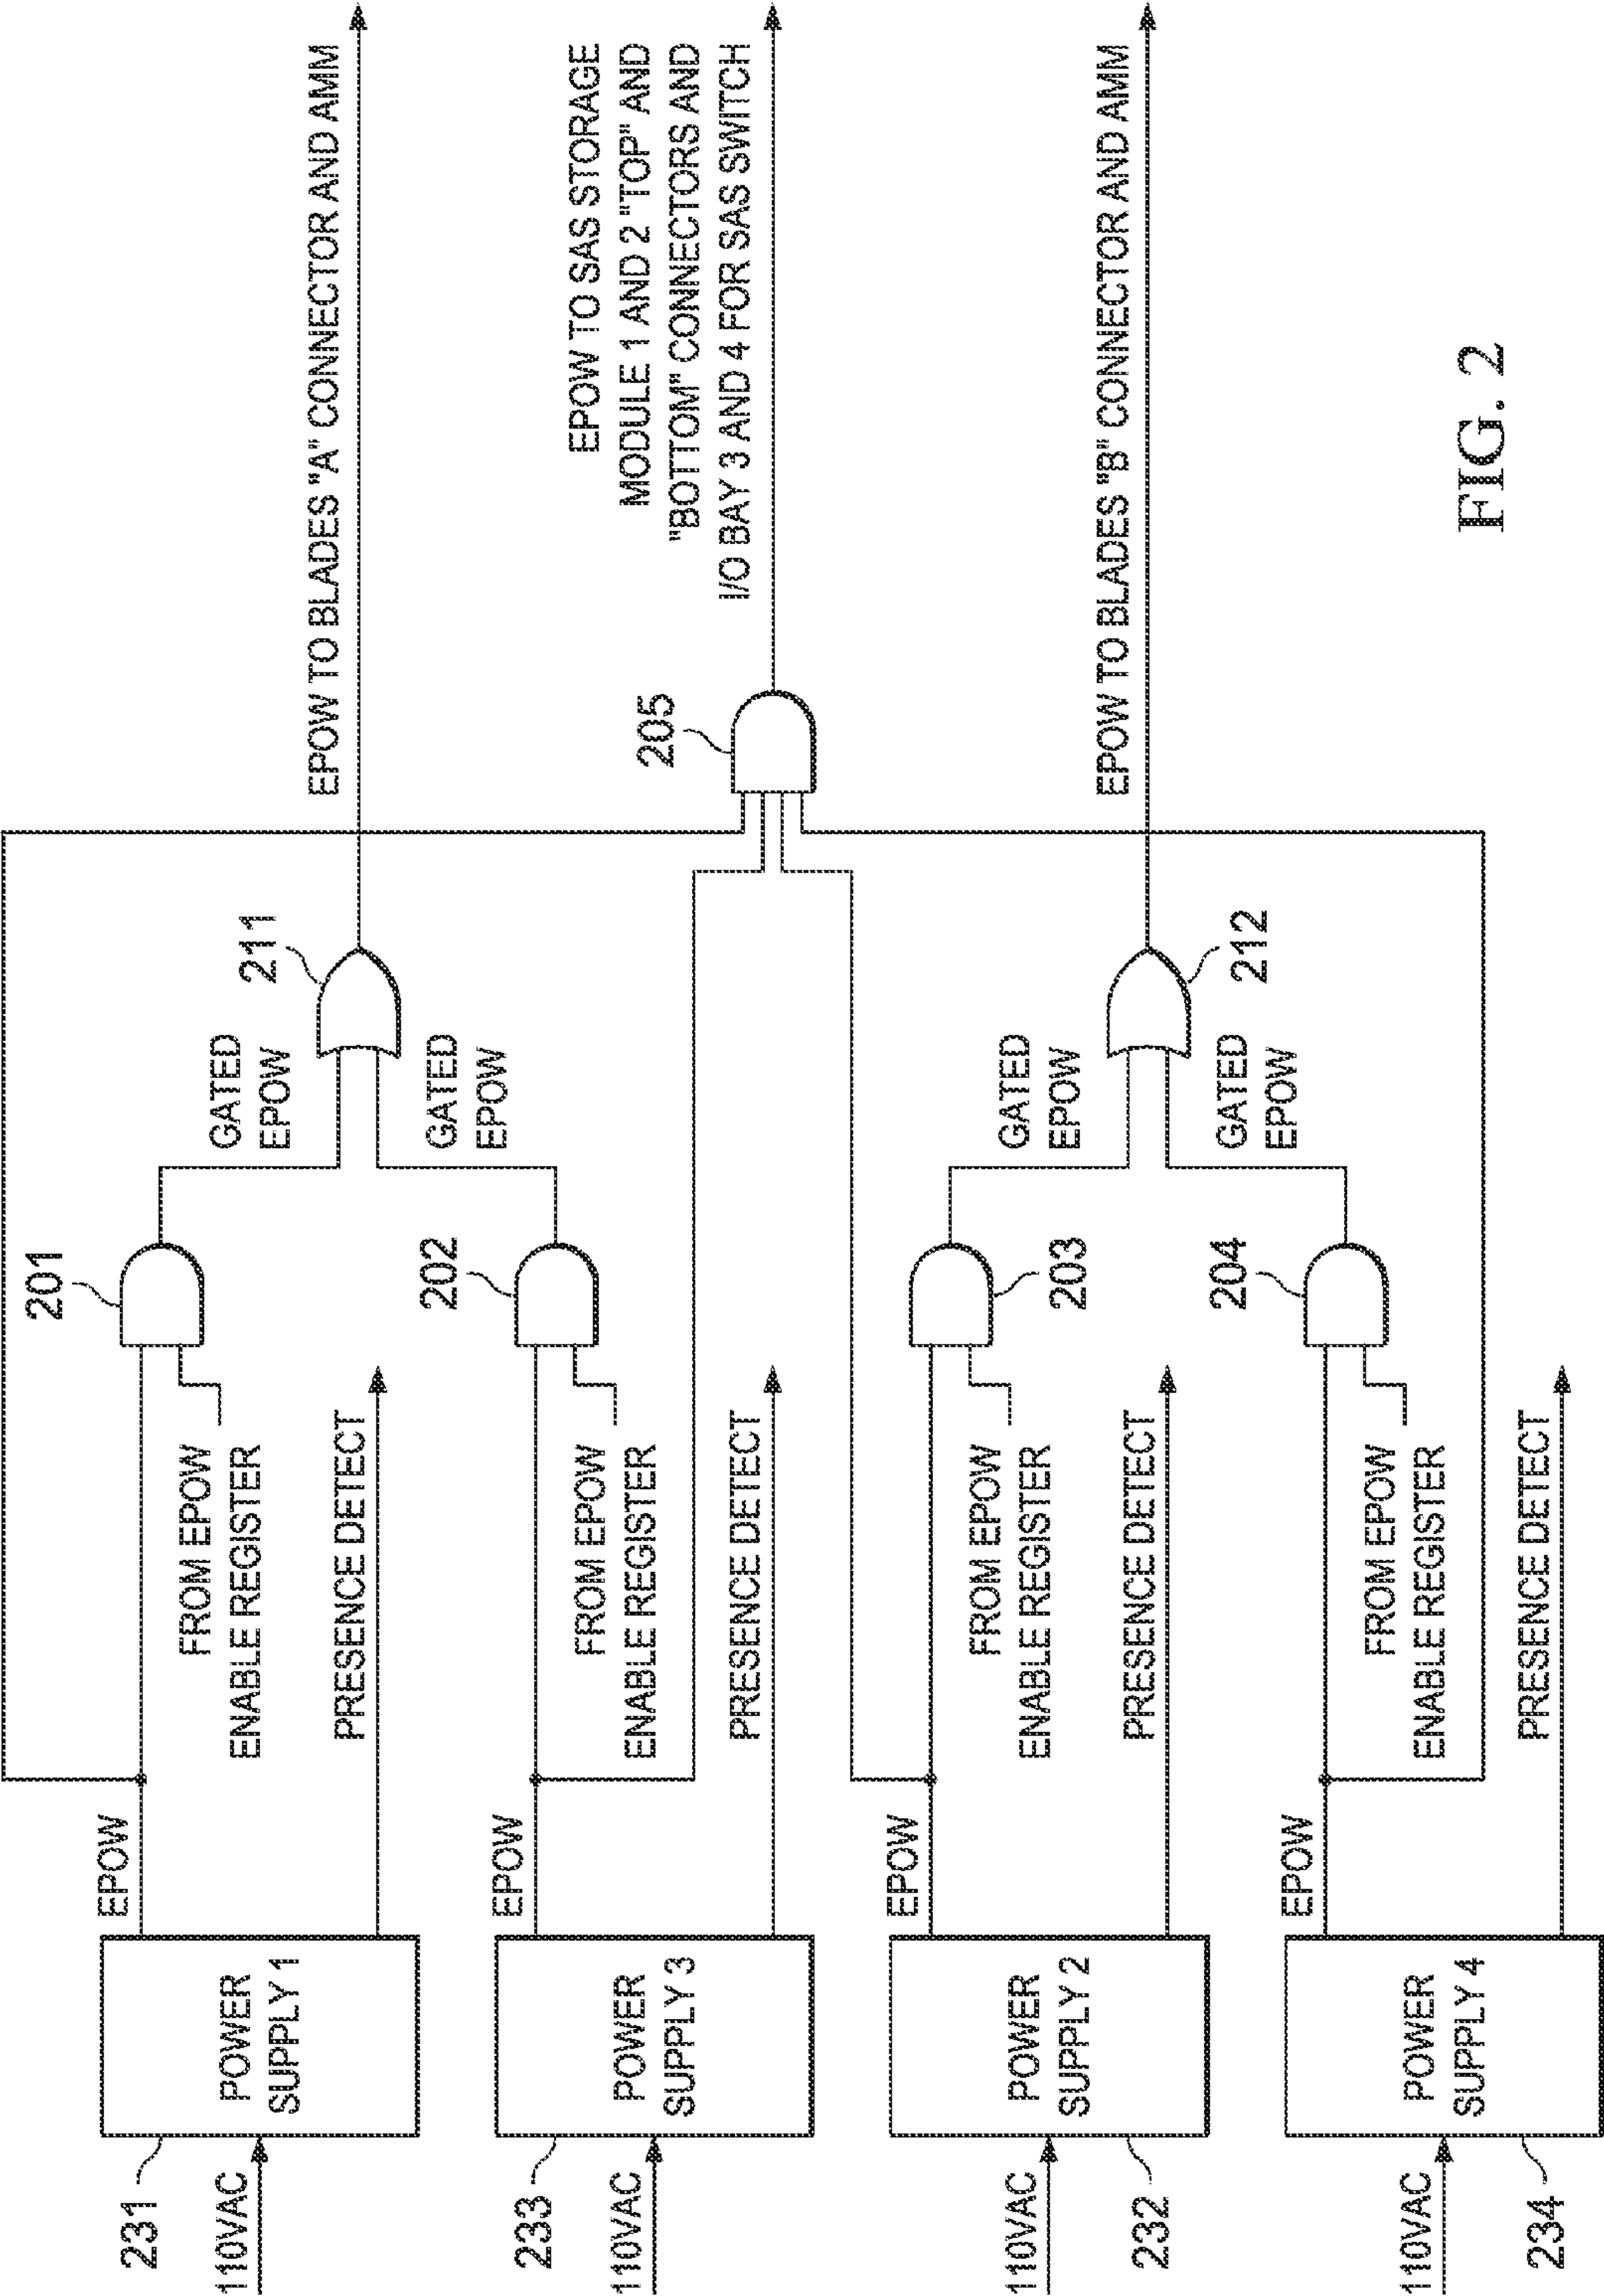 231
110VAC
POWER
SUPPLY 1
EPOW
FROM EPOW
ENABLE REGISTER
PRESENCE DETECT
201
GATED
EPOW
GATED
EPOW
211
EPOW TO BLADES "A" CONNECTOR AND AMM
233
110VAC
POWER
SUPPLY 3
EPOW
FROM EPOW
ENABLE REGISTER
PRESENCE DETECT
202
205
EPOW TO SAS STORAGE
MODULE 1 AND 2 "TOP" AND
"BOTTOM" CONNECTORS AND
I/O BAY 3 AND 4 FOR SAS SWITCH
110VAC
232
POWER
SUPPLY 2
EPOW
FROM EPOW
ENABLE REGISTER
PRESENCE DETECT
203
GATED
EPOW
GATED
EPOW
212
EPOW TO BLADES "B" CONNECTOR AND AMM
110VAC
234
POWER
SUPPLY 4
EPOW
FROM EPOW
ENABLE REGISTER
PRESENCE DETECT
204
FIG. 2